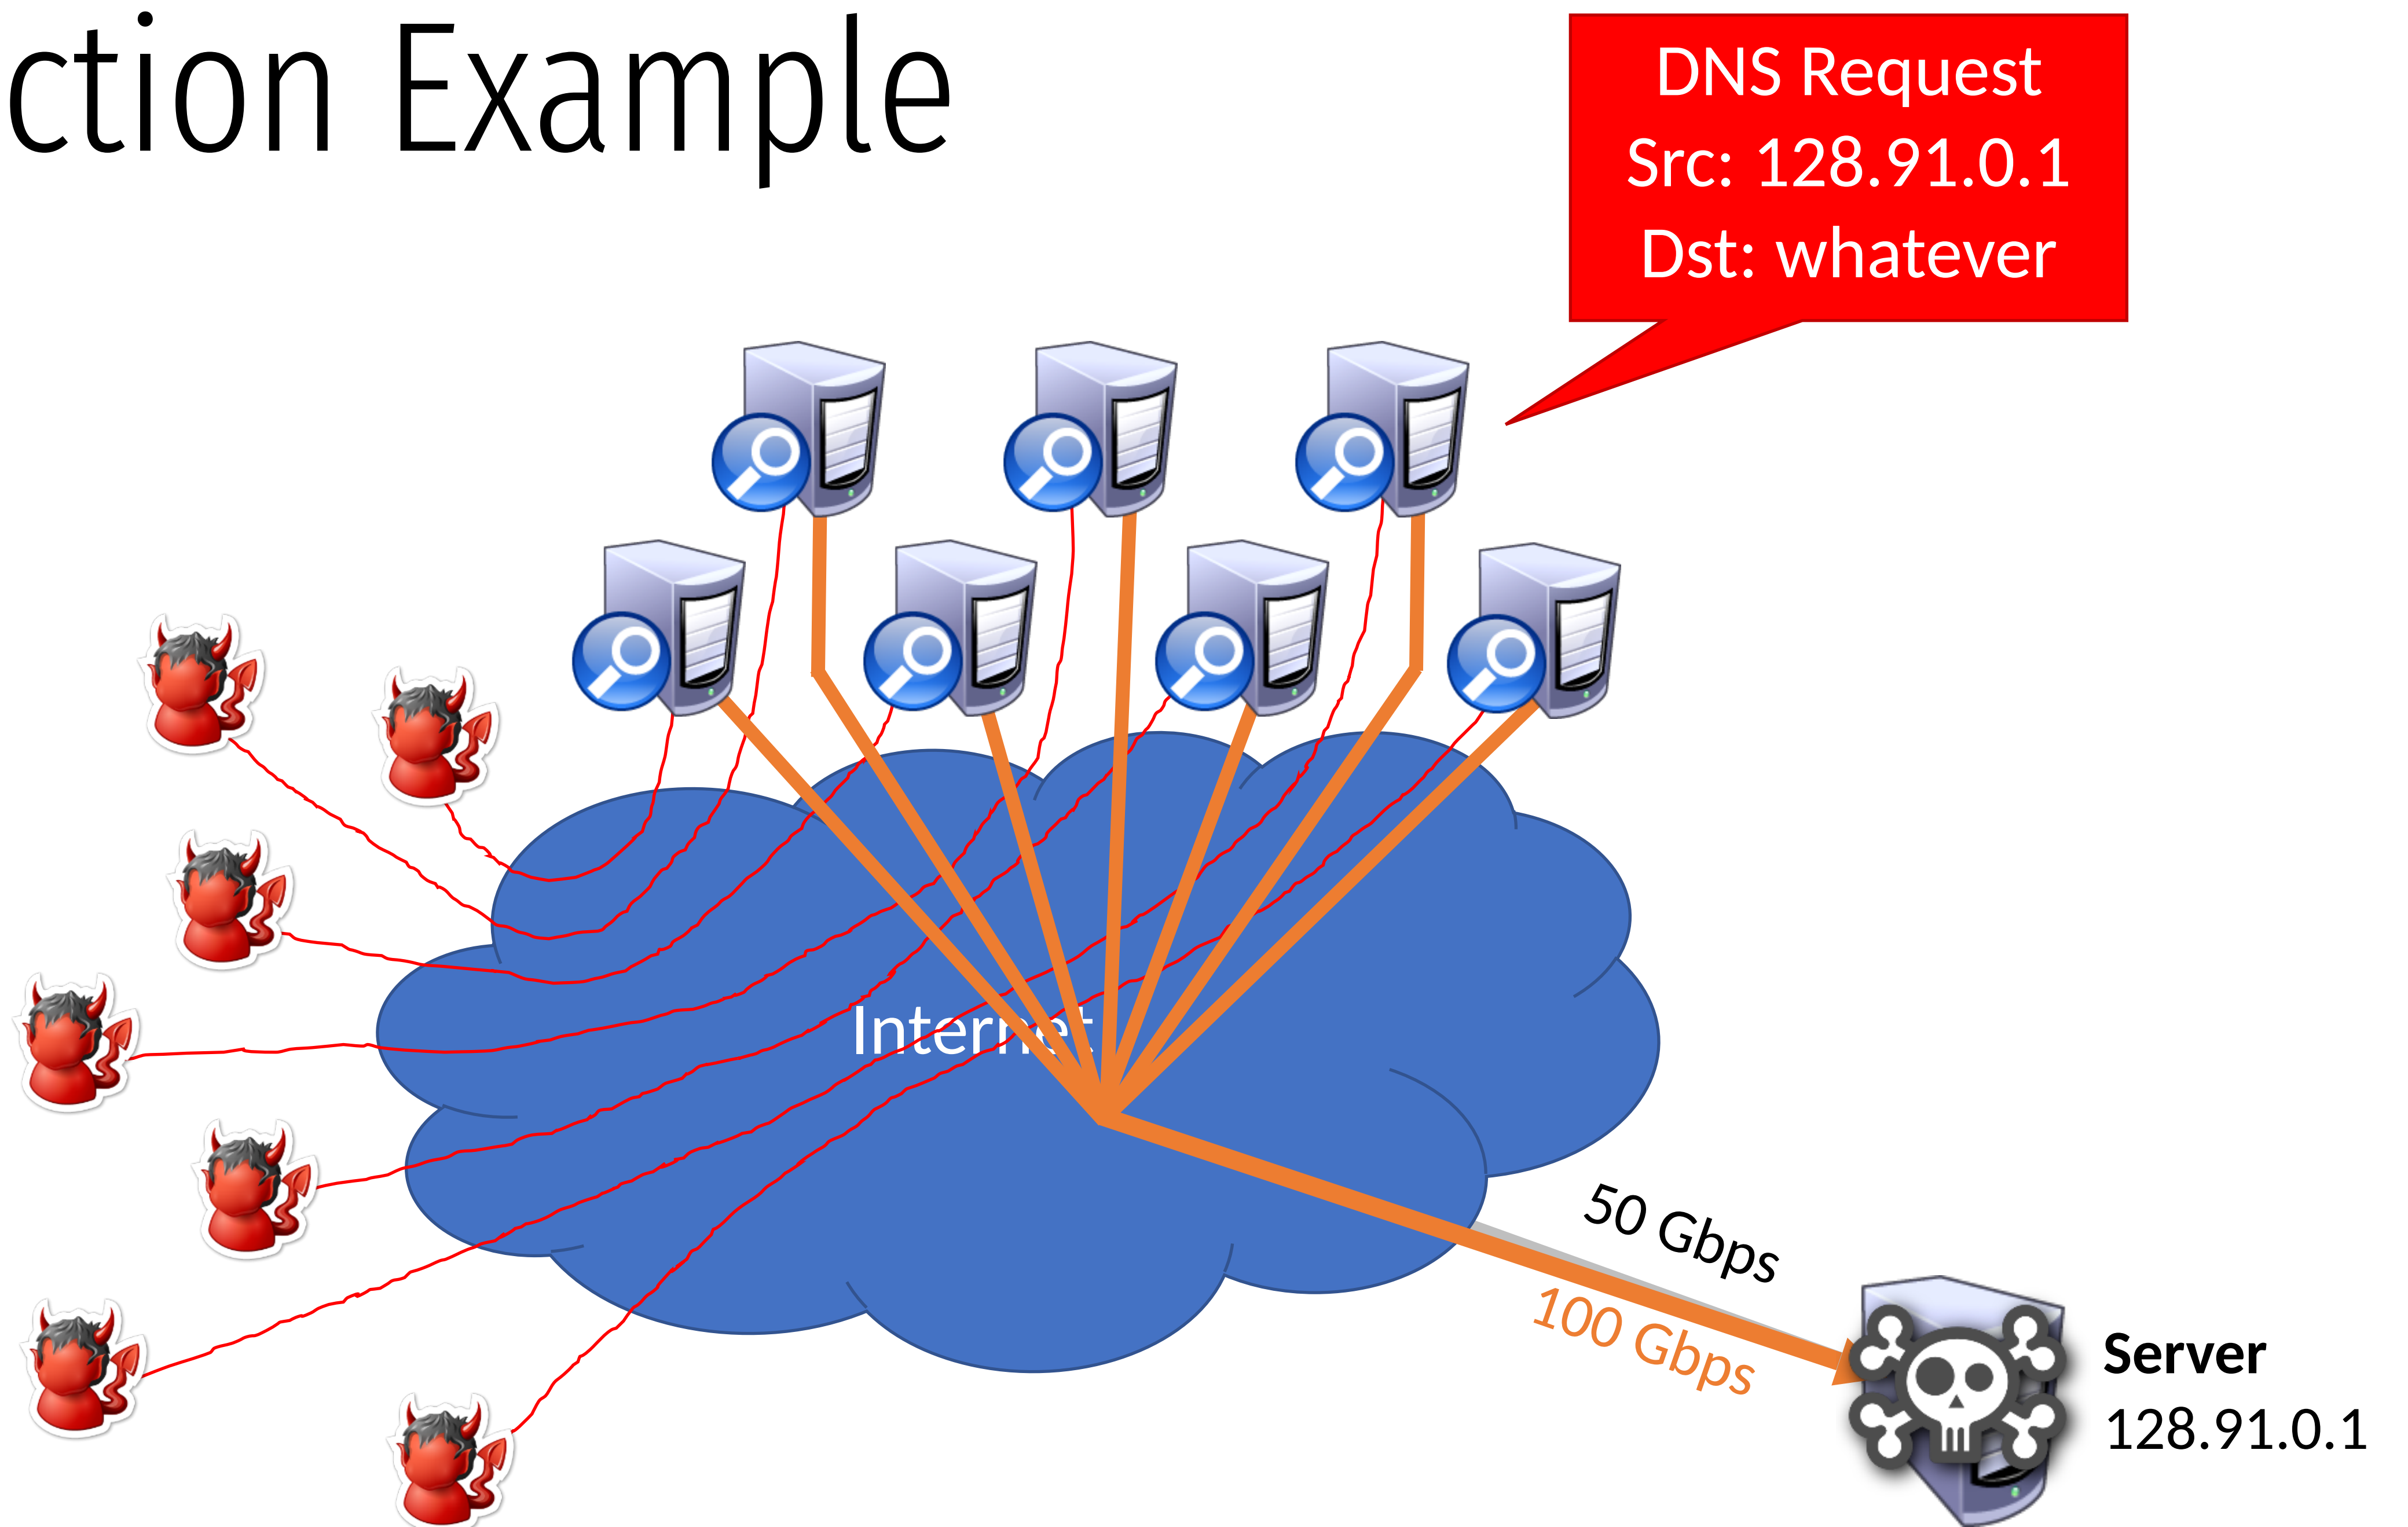 ction Example
DNS Request
Src: 128.91.0.1
Dst: whatever
Internet
50 Gbps
100 Gbps
Server
128.91.0.1